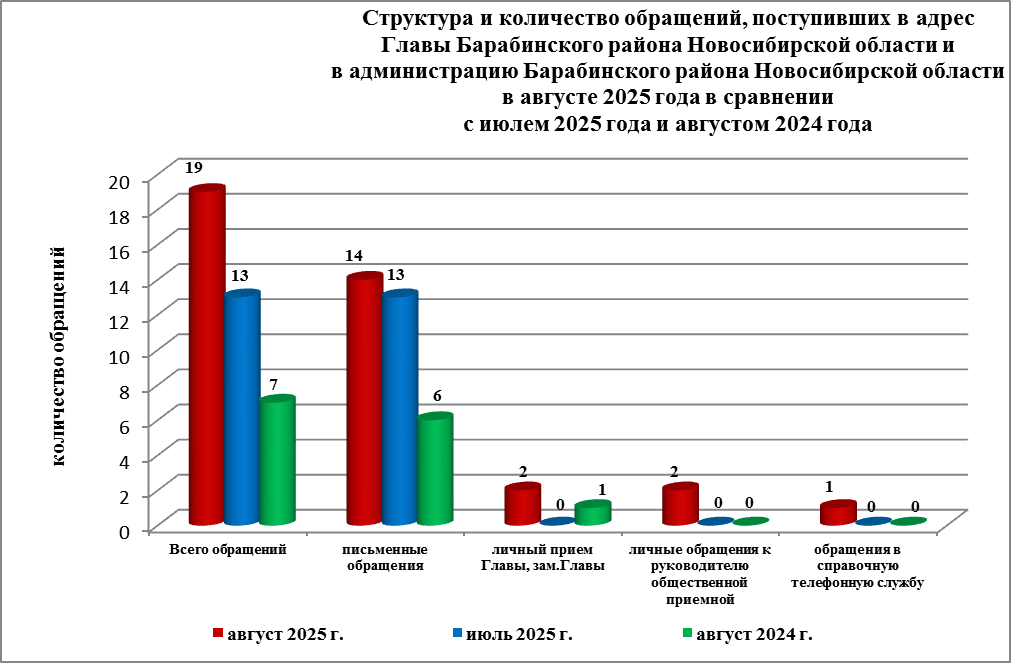 Структура и количество обращений, поступивших в адрес
Главы Барабинского района Новосибирской области и
в администрацию Барабинского района Новосибирской области
в августе 2025 года в сравнении
с июлем 2025 года и августом 2024 года
количество обращений
20
18
16
14
12
10
8
6
4
2
0
19
13
7
14
13
6
2
0
1
2
0
0
1
0
0
Всего обращений
письменные
обращения
личный прием
Главы, зам.Главы
личные обращения к
руководителю
общественной
приемной
обращения в
справочную
телефонную службу
август 2025 г.
июль 2025 г.
август 2024 г.